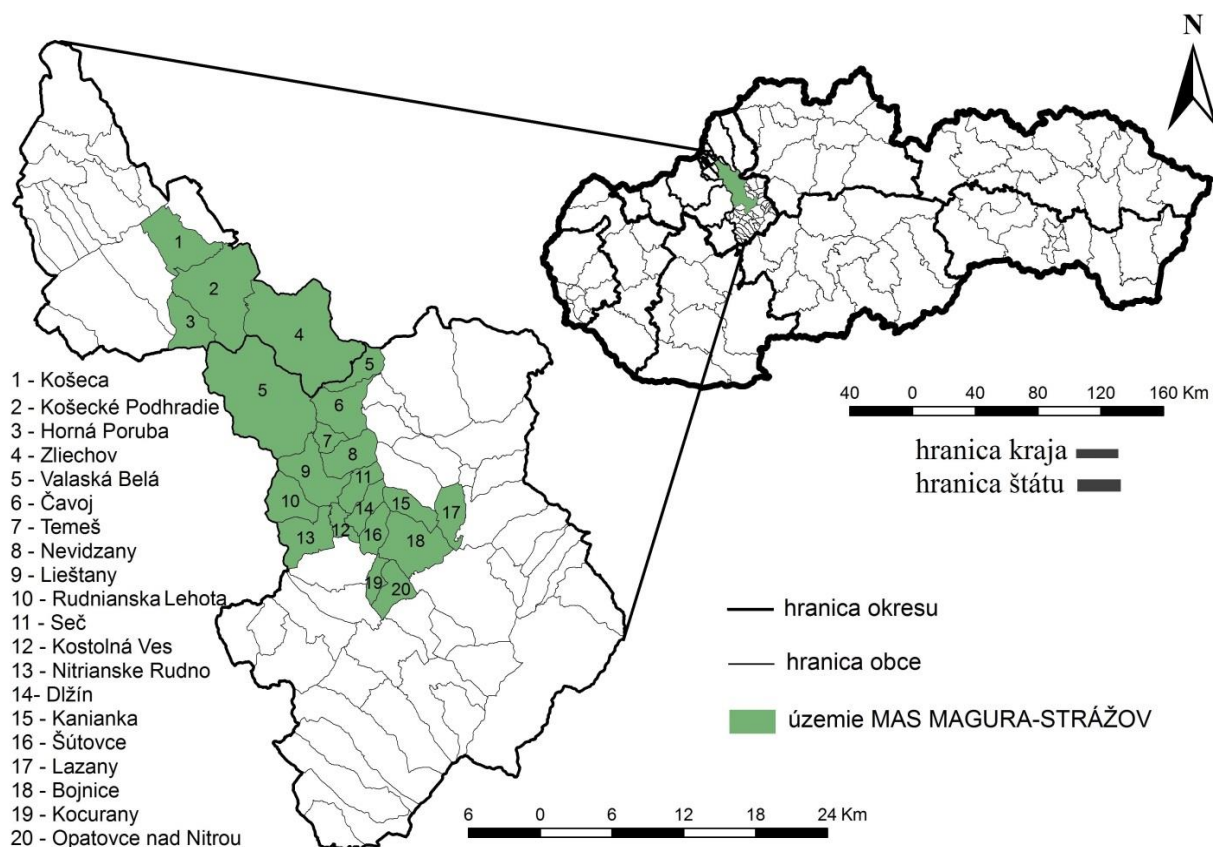 N
40 0 40 80 120 160 Km
hranica kraja
hranica štátu
1
2
3
4
5
5
6
7
8
9
11
10
14
15
17
12
16
13
18
19
20
1 - Košeca
2 - Košecké Podhradie
3 - Horná Poruba
4 - Zliechov
5 - Valaská Belá
6 - Čavoj
7 - Temeš
8 - Nevidzany
9 - Lieštany
10 - Rudnianska Lehota
11 - Seč
12 - Kostolná Ves
13 - Nitrianske Rudno
14- Dlžín
15 - Kanianka
16 - Šútovce
17 - Lazany
18 - Bojnice
19 - Kocurany
20 - Opatovce nad Nitrou
hranica okresu
hranica obce
územie MAS MAGURA-STRÁŽOV
6 0 6 12 18 24 Km